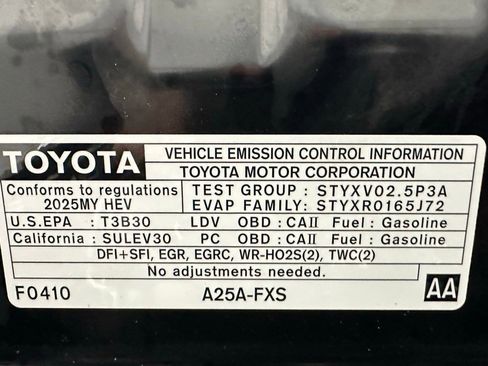 TOYOTA
VEHICLE EMISSION CONTROL INFORMATION
TOYOTA MOTOR CORPORATION
Conforms to regulations
2025MY HEV
TEST GROUP : STYXV02.5P3A
EVAP FAMILY: STYXR0165J72
U.S.EPA : T3B30 LDV OBD : CAII Fuel : Gasoline
California : SULEV30 PC OBD : CAII Fuel : Gasoline
DFI+SFI, EGR, EGRC, WR-HO2S(2), TWC(2)
No adjustments needed.
F0410 A25A-FXS AA